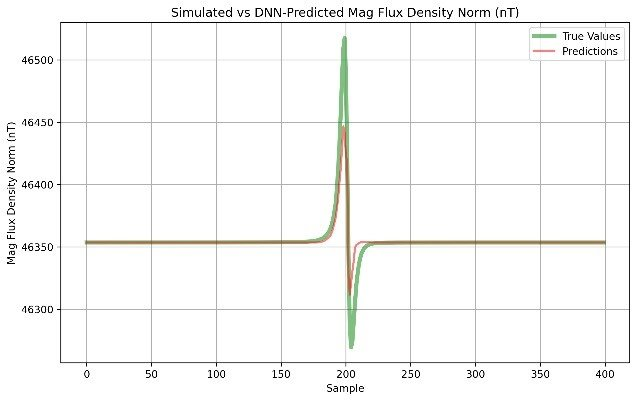 Simulated vs DNN-Predicted Mag Flux Density Norm (nT)
True Values
Predictions
Mag Flux Density Norm (nT)
46500
46450
46400
46350
46300
0 50 100 150 200 250 300 350 400
Sample